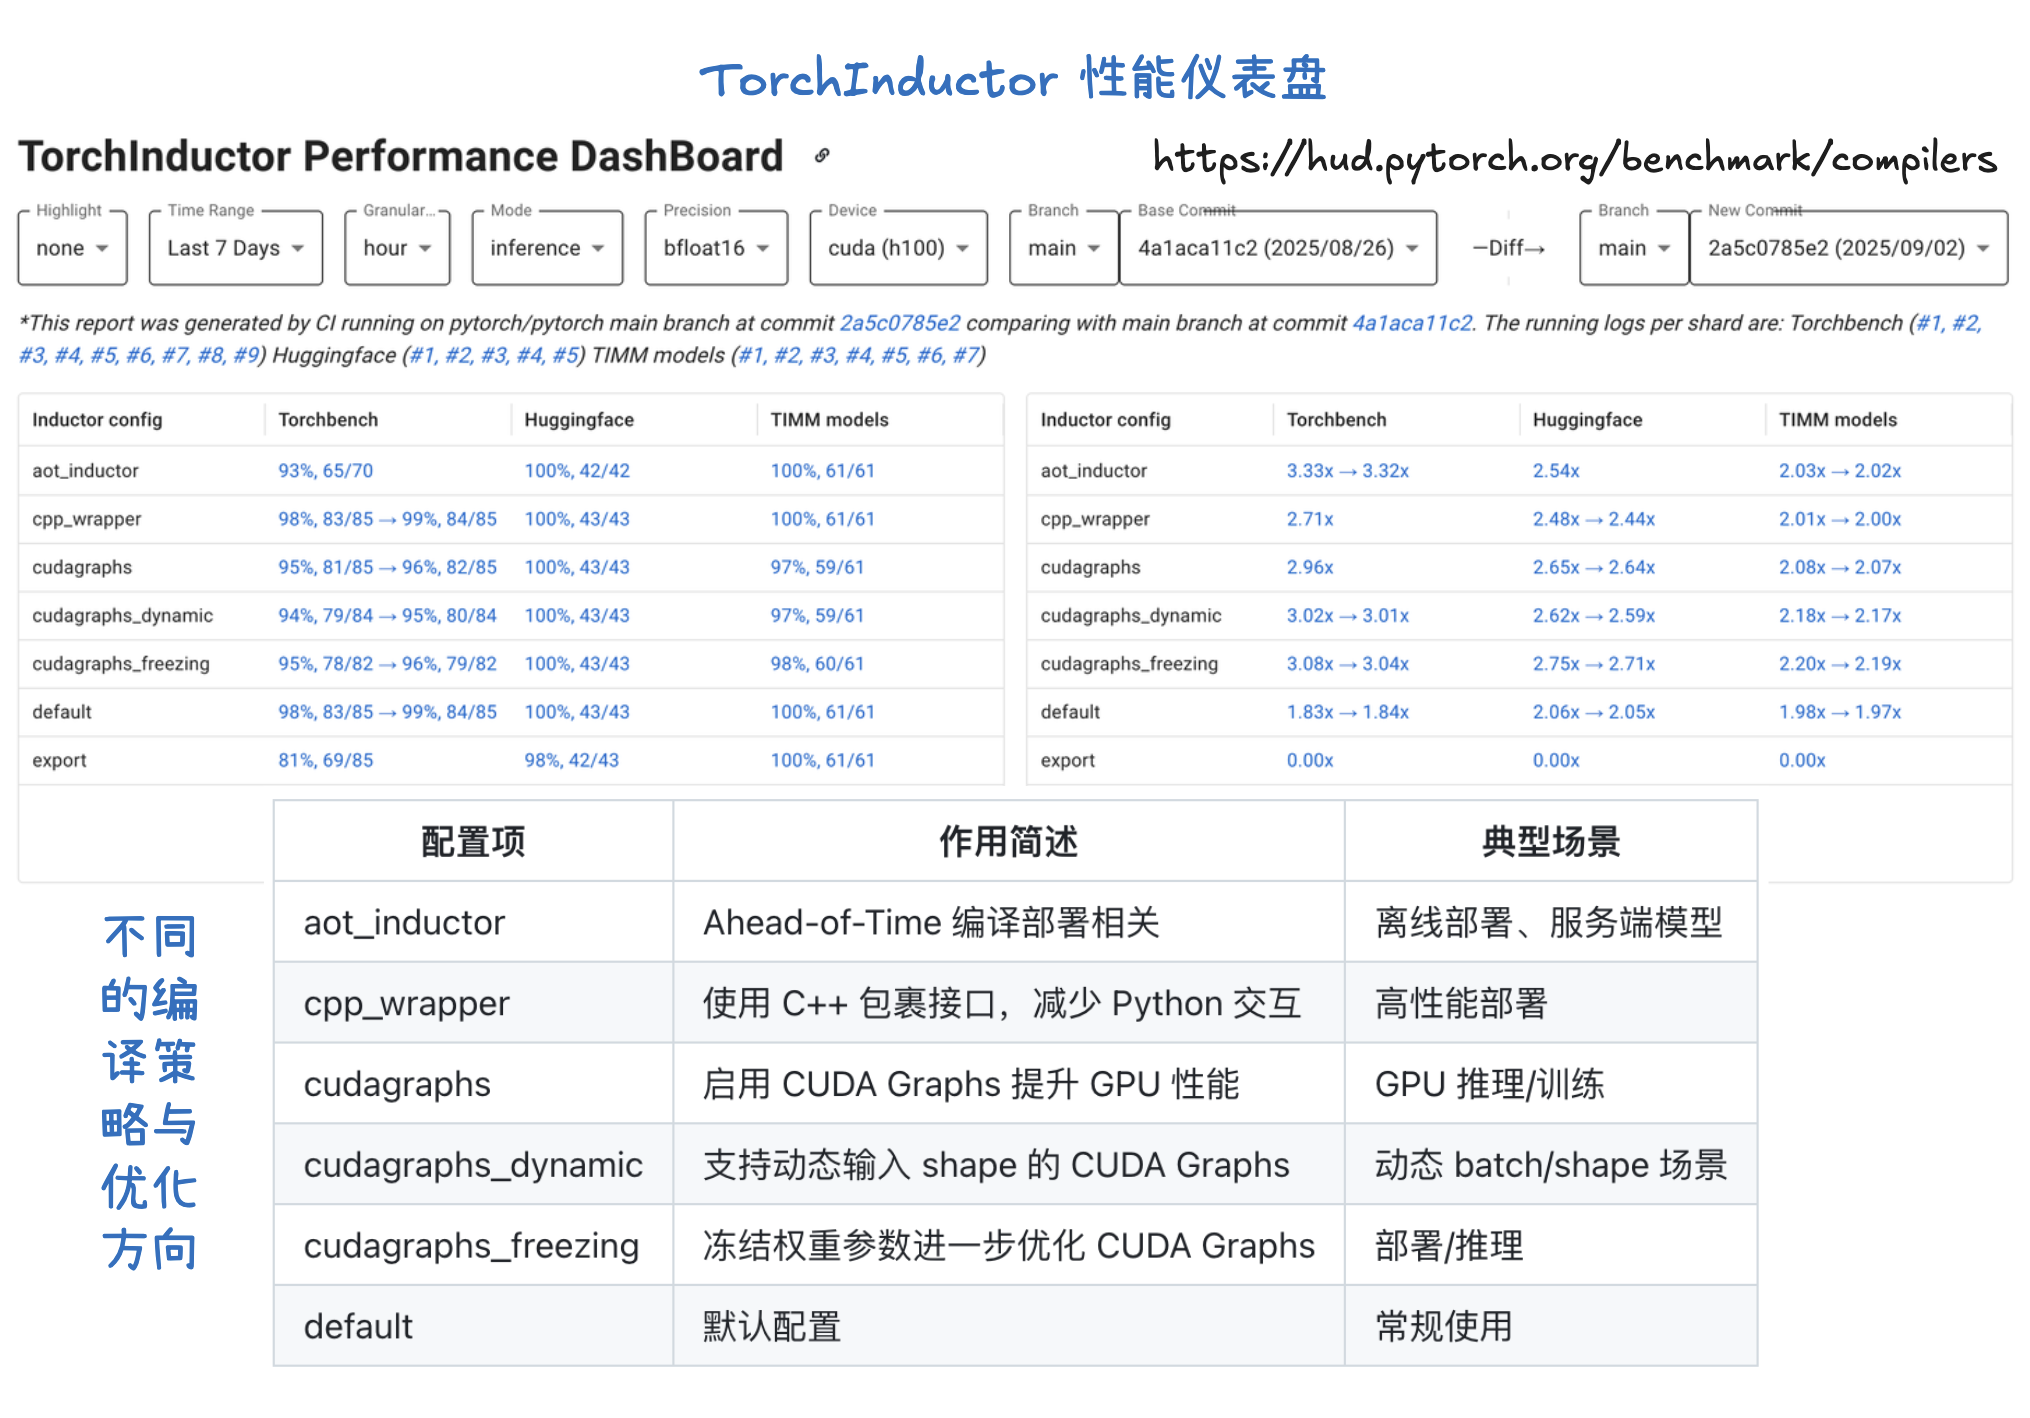 TorchInductor 性能仪表盘
TorchInductor Performance DashBoard
https://hud.pytorch.org/benchmark/compilers
Highlight Time Range Granular... Mode Precision Device Branch Base Commit Branch New Commit
none Last 7 Days hour inference bfloat16 cuda (h100) main 4a1aca11c2 (2025/08/26) —Diff→ main 2a5c0785e2 (2025/09/02)
*This report was generated by CI running on pytorch/pytorch main branch at commit 2a5c0785e2 comparing with main branch at commit 4a1aca11c2. The running logs per shard are: Torchbench (#1, #2,
#3, #4, #5, #6, #7, #8, #9) Huggingface (#1, #2, #3, #4, #5) TIMM models (#1, #2, #3, #4, #5, #6, #7)
Inductor config Torchbench Huggingface TIMM models
aot_inductor 93%, 65/70 100%, 42/42 100%, 61/61
cpp_wrapper 98%, 83/85 → 99%, 84/85 100%, 43/43 100%, 61/61
cudagraphs 95%, 81/85 → 96%, 82/85 100%, 43/43 97%, 59/61
cudagraphs_dynamic 94%, 79/84 → 95%, 80/84 100%, 43/43 97%, 59/61
cudagraphs_freezing 95%, 78/82 → 96%, 79/82 100%, 43/43 98%, 60/61
default 98%, 83/85 → 99%, 84/85 100%, 43/43 100%, 61/61
export 81%, 69/85 98%, 42/43 100%, 61/61
Inductor config Torchbench Huggingface TIMM models
aot_inductor 3.33x → 3.32x 2.54x 2.03x → 2.02x
cpp_wrapper 2.71x 2.48x → 2.44x 2.01x → 2.00x
cudagraphs 2.96x 2.65x → 2.64x 2.08x → 2.07x
cudagraphs_dynamic 3.02x → 3.01x 2.62x → 2.59x 2.18x → 2.17x
cudagraphs_freezing 3.08x → 3.04x 2.75x → 2.71x 2.20x → 2.19x
default 1.83x → 1.84x 2.06x → 2.05x 1.98x → 1.97x
export 0.00x 0.00x 0.00x
不同
的编
译策
略与
优化
方向
配置项 作用简述 典型场景
aot_inductor Ahead-of-Time 编译部署相关 离线部署、服务端模型
cpp_wrapper 使用 C++ 包裹接口，减少 Python 交互 高性能部署
cudagraphs 启用 CUDA Graphs 提升 GPU 性能 GPU 推理/训练
cudagraphs_dynamic 支持动态输入 shape 的 CUDA Graphs 动态 batch/shape 场景
cudagraphs_freezing 冻结权重参数进一步优化 CUDA Graphs 部署/推理
default 默认配置 常规使用